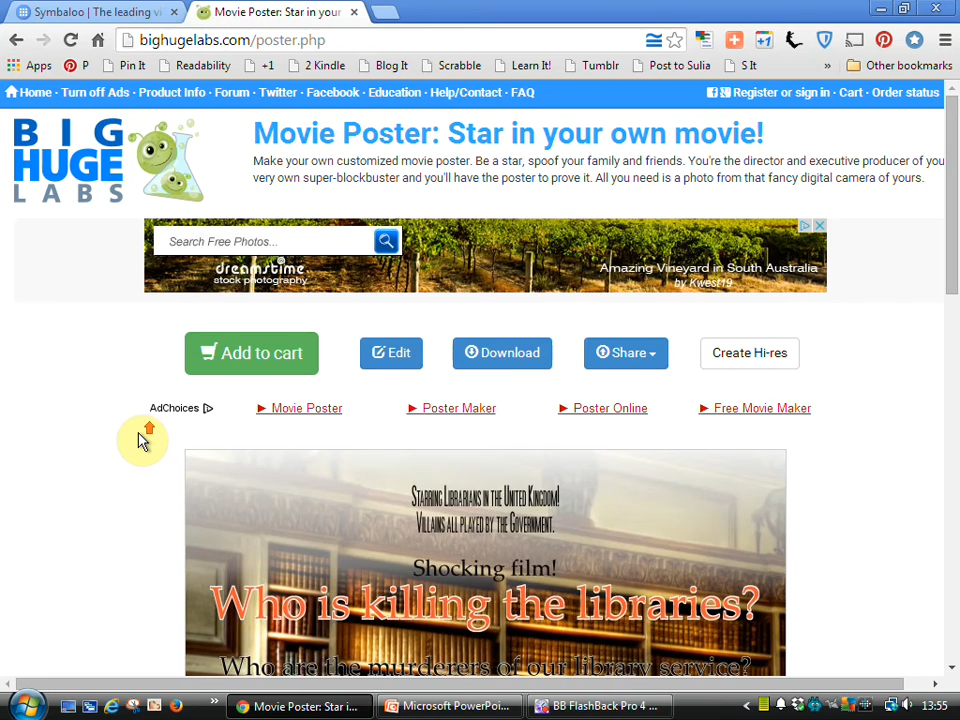 Symbaloo | The leading vi
Movie Poster: Star in your
bighugelabs.com/poster.php
Apps
P
Pin It
Readability
+1
2 Kindle
Blog It
Scrabble
Learn It!
Tumblr
Post to Sulia
S It
»
Other bookmarks
Home · Turn off Ads · Product Info · Forum · Twitter · Facebook · Education · Help/Contact · FAQ
Register or sign in · Cart · Order status
BIG
HUGE
LABS
Movie Poster: Star in your own movie!
Make your own customized movie poster. Be a star, spoof your family and friends. You're the director and executive producer of you
very own super-blockbuster and you'll have the poster to prove it. All you need is a photo from that fancy digital camera of yours.
Search Free Photos...
dreamstime
stock photography
Amazing Vineyard in South Australia
by Kwest19
Add to cart
Edit
Download
Share
Create Hi-res
AdChoices
Movie Poster
Poster Maker
Poster Online
Free Movie Maker
Starring Librarians in the United Kingdom!
Villains all played by the Government.
Shocking film!
Who is killing the libraries?
Who are the murderers of our library service?
Movie Poster: Star i...
Microsoft PowerPoi...
BB FlashBack Pro 4 ...
13:55